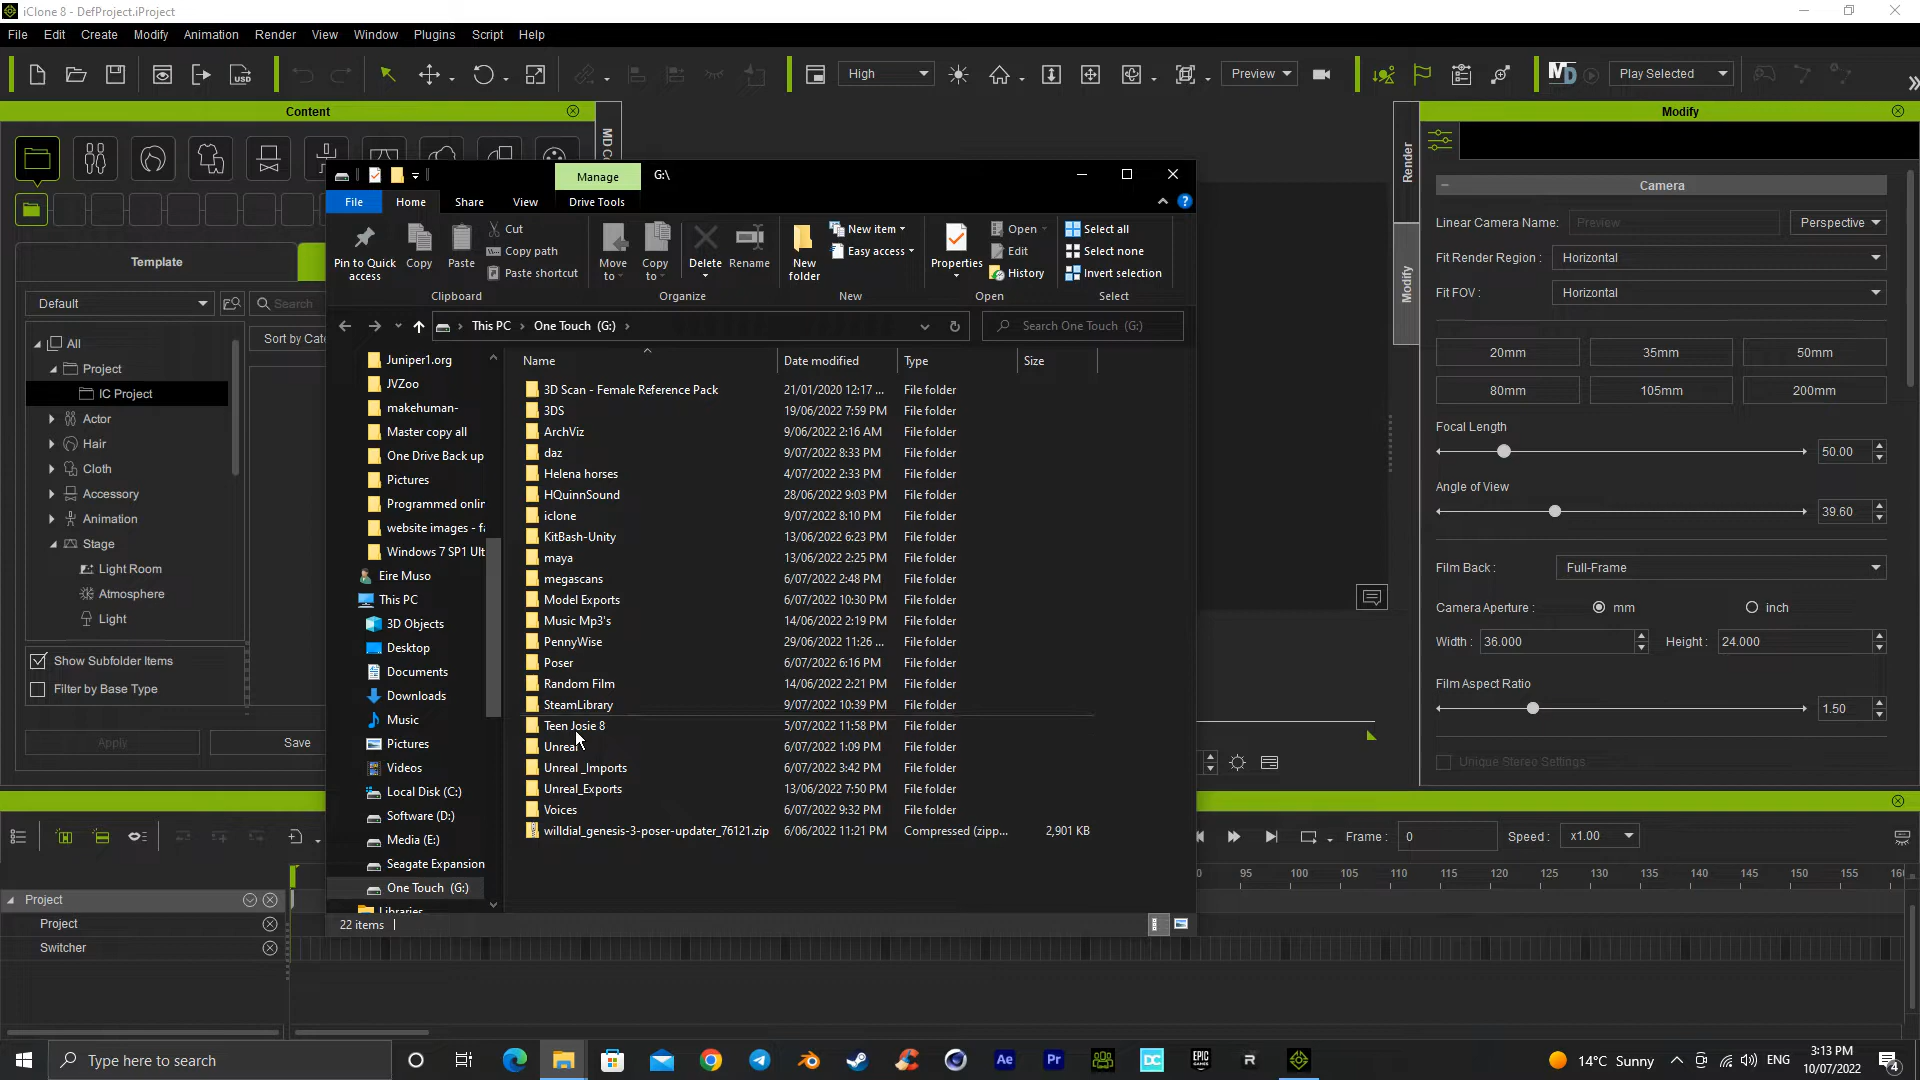 iClone 8 - DefProject.iProject
File Edit Create Modify Animation Render View Window Plugins Script Help
High
Preview
Play Selected
Content
Modify
MD Co
Render
Modify
Template
Default
Search
Sort by Cate
All
Project
IC Project
Actor
Hair
Cloth
Accessory
Animation
Stage
Light Room
Atmosphere
Light
Show Subfolder Items
Filter by Base Type
Apply
Save
Manage
G:\
File Home Share View Drive Tools
Pin to Quick access
Copy
Paste
Cut
Copy path
Paste shortcut
Clipboard
Move to
Copy to
Delete
Rename
Organize
New folder
New item
Easy access
New
Properties
Open
Edit
History
Open
Select all
Select none
Invert selection
Select
This PC > One Touch (G:) >
Search One Touch (G:)
Juniper1.org
JVZoo
makehuman-
Master copy all
One Drive Back up
Pictures
Programmed onlin
website images - fa
Windows 7 SP1 Ult
Eire Muso
This PC
3D Objects
Desktop
Documents
Downloads
Music
Pictures
Videos
Local Disk (C:)
Software (D:)
Media (E:)
Seagate Expansion
One Touch (G:)
Libraries
Name Date modified Type Size
3D Scan - Female Reference Pack 21/01/2020 12:17 ... File folder
3DS 19/06/2022 7:59 PM File folder
ArchViz 9/06/2022 2:16 AM File folder
daz 9/07/2022 8:33 PM File folder
Helena horses 4/07/2022 2:33 PM File folder
HQuinnSound 28/06/2022 9:03 PM File folder
iclone 9/07/2022 8:10 PM File folder
KitBash-Unity 13/06/2022 6:23 PM File folder
maya 13/06/2022 2:25 PM File folder
megascans 6/07/2022 2:48 PM File folder
Model Exports 6/07/2022 10:30 PM File folder
Music Mp3's 14/06/2022 2:19 PM File folder
PennyWise 29/06/2022 11:26 ... File folder
Poser 6/07/2022 6:16 PM File folder
Random Film 14/06/2022 2:21 PM File folder
SteamLibrary 9/07/2022 10:39 PM File folder
Teen Josie 8 5/07/2022 11:58 PM File folder
Unreal 6/07/2022 1:09 PM File folder
Unreal _Imports 6/07/2022 3:42 PM File folder
Unreal_Exports 13/06/2022 7:50 PM File folder
Voices 6/07/2022 9:32 PM File folder
willdial_genesis-3-poser-updater_76121.zip 6/06/2022 11:21 PM Compressed (zipp... 2,901 KB
22 items
Camera
Linear Camera Name: Preview Perspective
Fit Render Region : Horizontal
Fit FOV : Horizontal
20mm 35mm 50mm
80mm 105mm 200mm
Focal Length
50.00
Angle of View
39.60
Film Back : Full-Frame
Camera Aperture : mm inch
Width : 36.000 Height : 24.000
Film Aspect Ratio
1.50
Unique Stereo Settings
Frame : 0 Speed : x1.00
95 100 105 110 115 120 125 130 135 140 145 150 155 16
Project
Project
Switcher
Type here to search
Ae Pr DC EPIC GAMES R
14°C Sunny
ENG
3:13 PM
10/07/2022
4